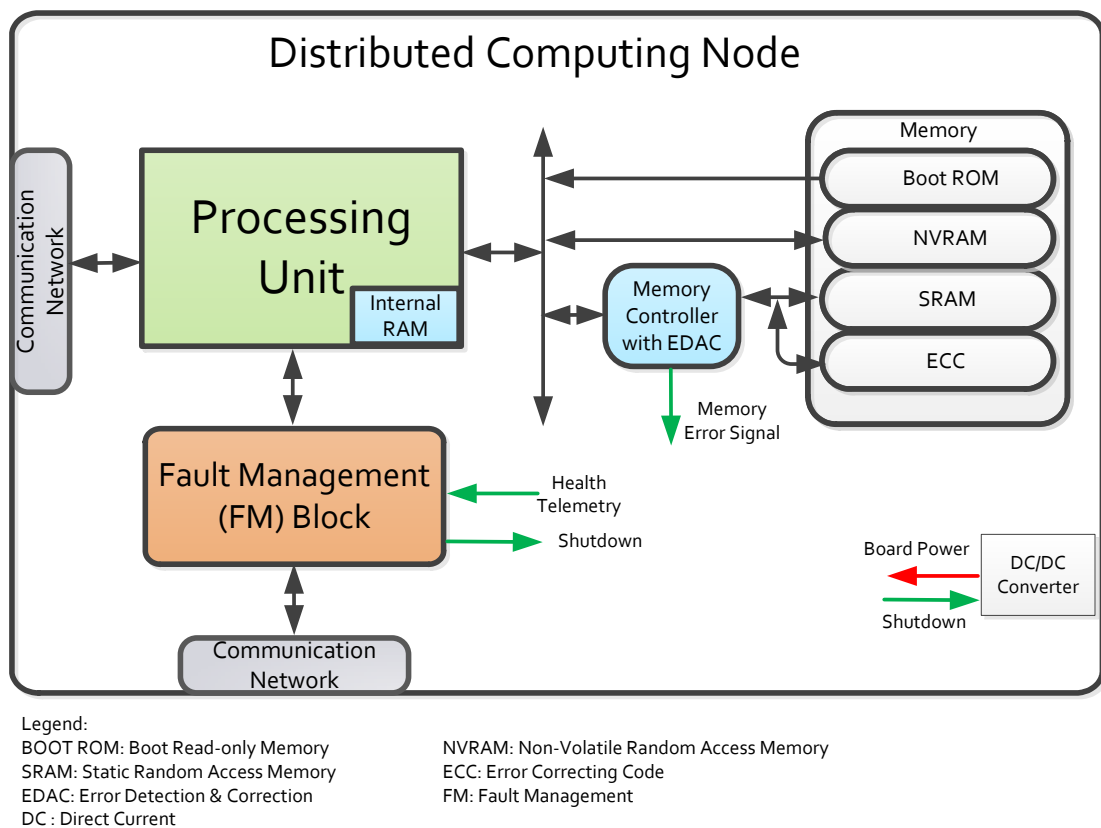 Distributed Computing Node
Communication
Network
Processing
Unit
Internal
RAM
Memory
Boot ROM
NVRAM
SRAM
ECC
Memory
Controller
with EDAC
Memory
Error Signal
Fault Management
(FM) Block
Health
Telemetry
Shutdown
Board Power
Shutdown
DC/DC
Converter
Communication
Network
Legend:
BOOT ROM: Boot Read-only Memory
SRAM: Static Random Access Memory
EDAC: Error Detection & Correction
DC : Direct Current
NVRAM: Non-Volatile Random Access Memory
ECC: Error Correcting Code
FM: Fault Management